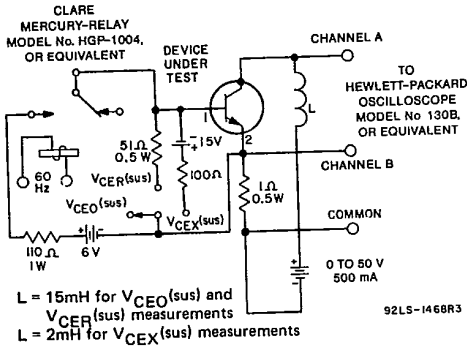 CLARE
MERCURY-RELAY
MODEL No. HGP-1004,
OR EQUIVALENT
DEVICE
UNDER
TEST
CHANNEL A
TO
HEWLETT-PACKARD
OSCILLOSCOPE
MODEL No 130B,
OR EQUIVALENT
1
2
L
51Ω
0.5 W
- 15V
+
100Ω
60
Hz
VCER(sus)
VCEO(sus)
VCEX(sus)
CHANNEL B
1Ω
0.5W
COMMON
110Ω
1W
+ -
6V
+
-
0 TO 50 V
500 mA
L = 15mH for VCEO(sus) and
VCER(sus) measurements
L = 2mH for VCEX(sus) measurements
92LS-1468R3